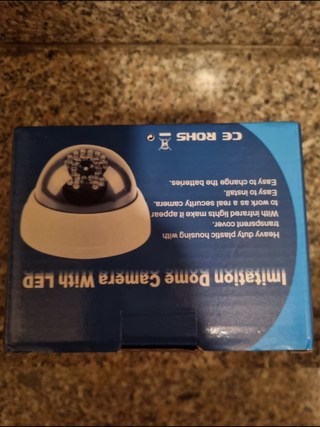 Imitation Dome Camera With LED
Heavy duty plastic housing with
transparent cover.
With infrared lights make it appear
to work as a real security camera.
Easy to install.
Easy to change the batteries.
CE ROHS